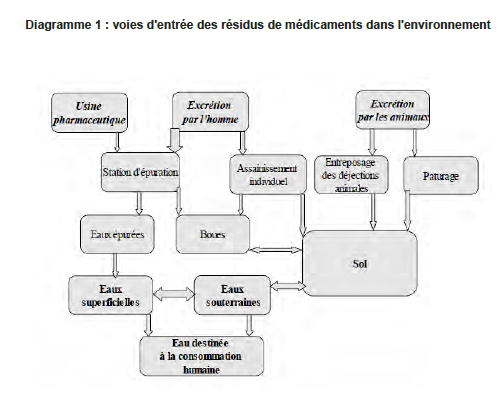 Diagramme 1 : voies d'entrée des résidus de médicaments dans l'environnement
Usine
pharmaceutique
Excrétion
par l'homme
Excrétion
par les animaux
Station d'épuration
Assainissement
individuel
Entreposage
des déjections
animales
Paturage
Eaux épurées
Boues
Sol
Eaux
superficielles
Eaux
souterraines
Eau destinée
à la consommation
humaine